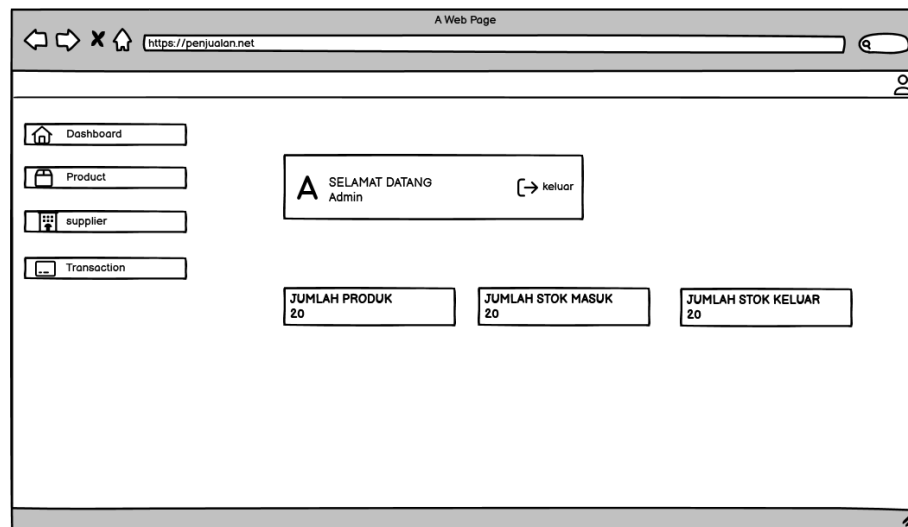 A Web Page
https://penjualan.net
Dashboard
Product
supplier
Transaction
A
SELAMAT DATANG
Admin
keluar
JUMLAH PRODUK
20
JUMLAH STOK MASUK
20
JUMLAH STOK KELUAR
20